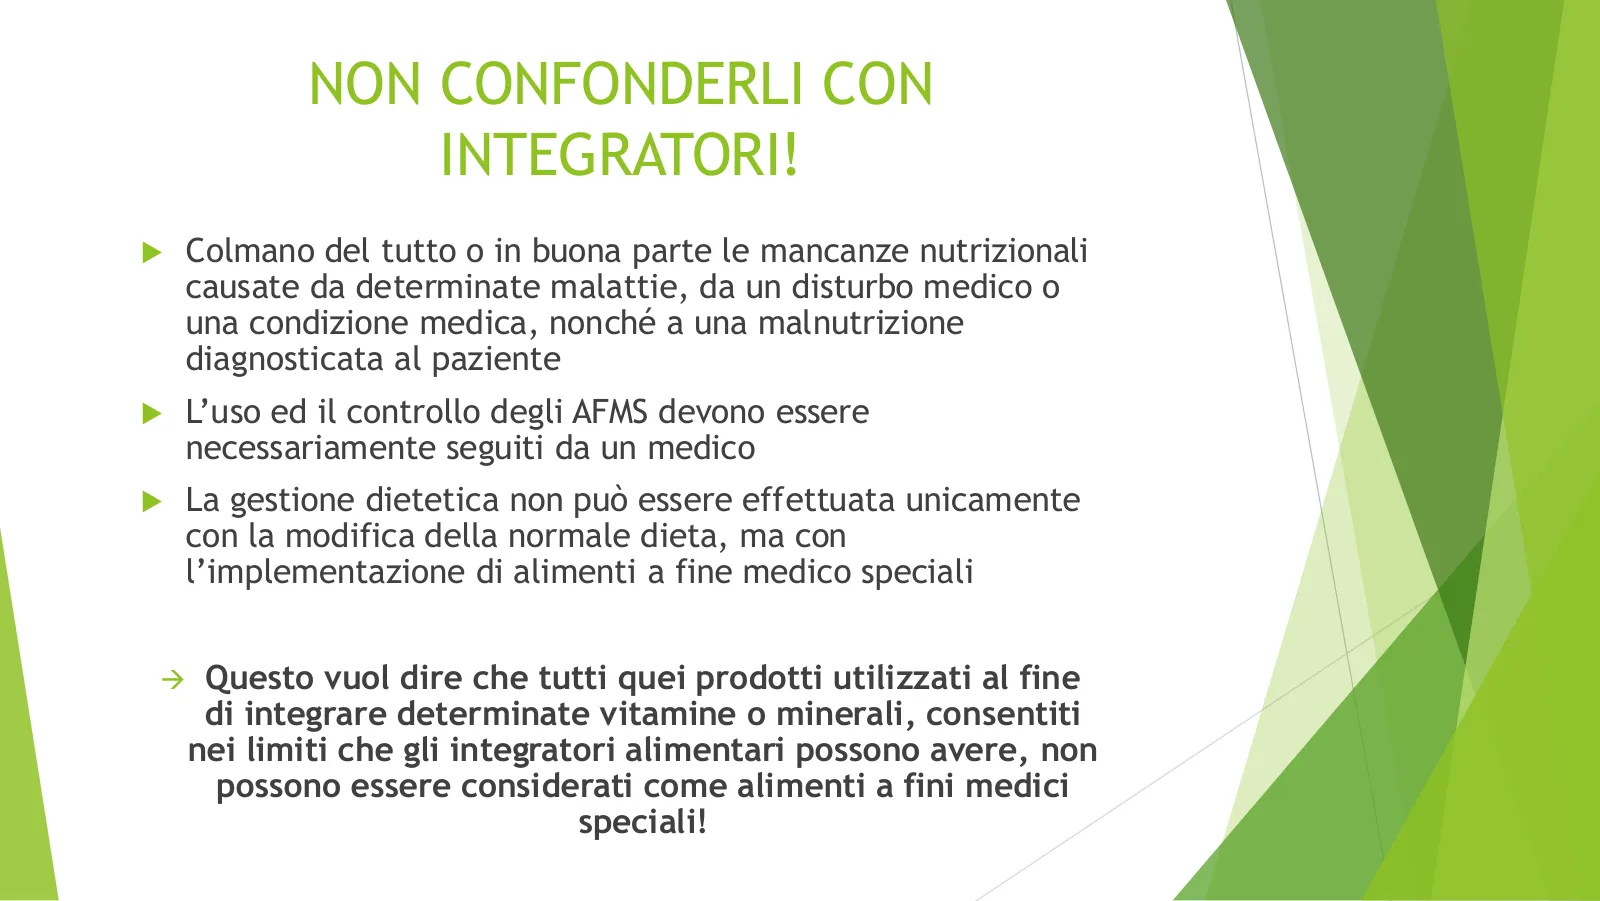 NON CONFONDERLI CON
INTEGRATORI!
Colmano del tutto o in buona parte le mancanze nutrizionali
causate da determinate malattie, da un disturbo medico o
una condizione medica, nonché a una malnutrizione
diagnosticata al paziente
L’uso ed il controllo degli AFMS devono essere
necessariamente seguiti da un medico
La gestione dietetica non può essere effettuata unicamente
con la modifica della normale dieta, ma con
l’implementazione di alimenti a fine medico speciali
→ Questo vuol dire che tutti quei prodotti utilizzati al fine
di integrare determinate vitamine o minerali, consentiti
nei limiti che gli integratori alimentari possono avere, non
possono essere considerati come alimenti a fini medici
speciali!